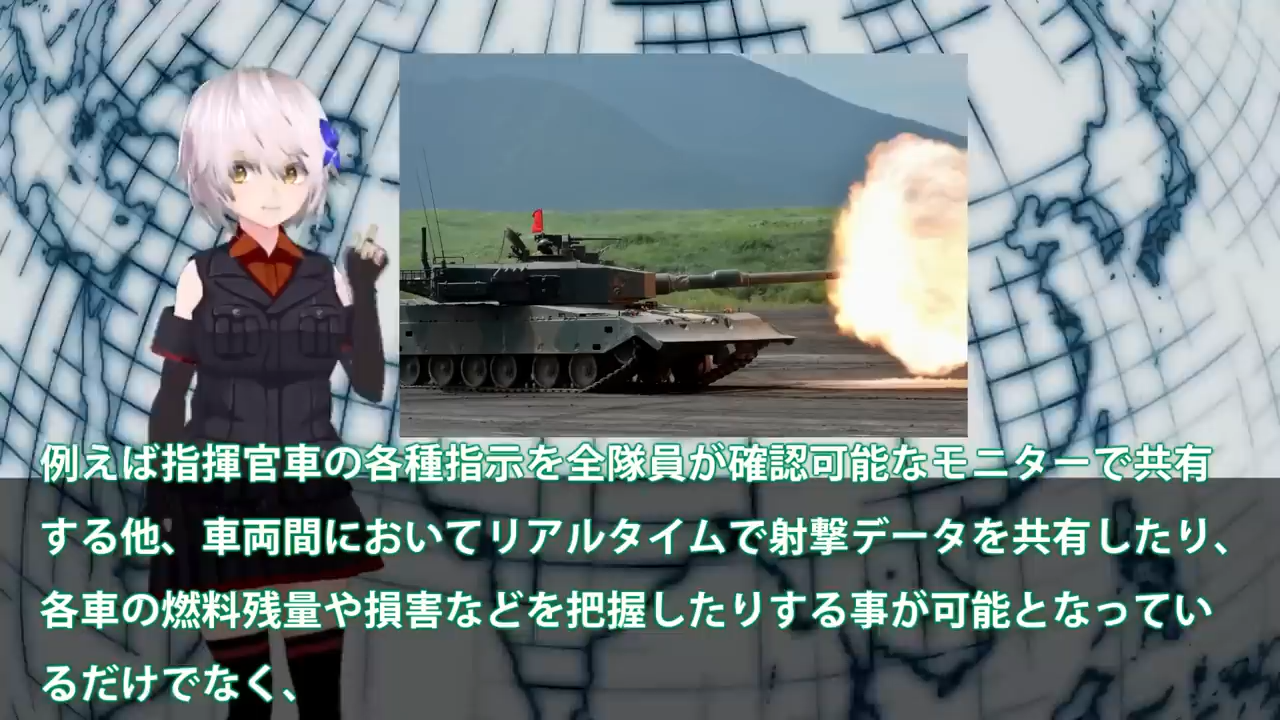 例えば指揮官車の各種指示を全隊員が確認可能なモニターで共有
する他、車両間においてリアルタイムで射撃データを共有したり、
各車の燃料残量や損害などを把握したりする事が可能となってい
るだけでなく、